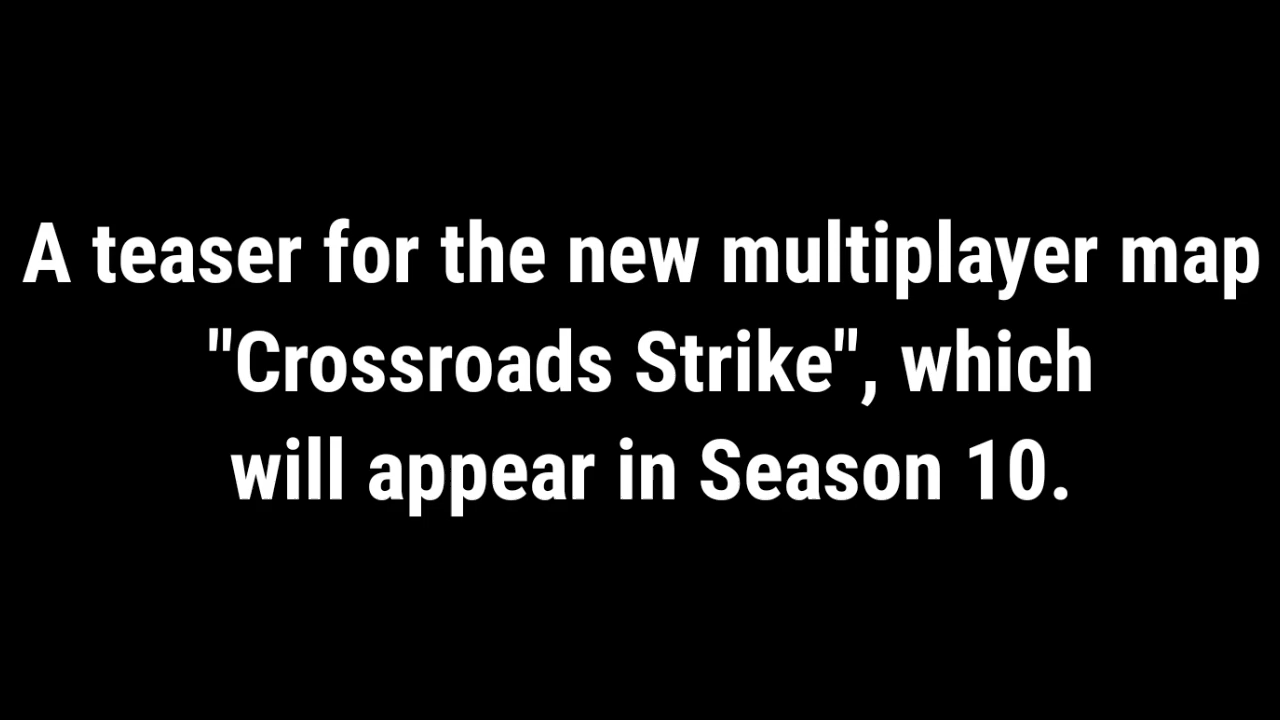 A teaser for the new multiplayer map
"Crossroads Strike", which
will appear in Season 10.